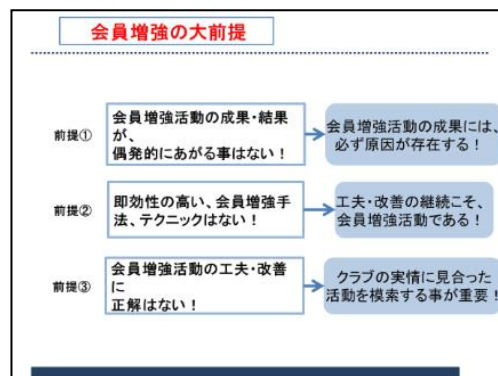 会員増強の大前提
前提①
会員増強活動の成果・結果
が、
偶発的にあがる事はない！
会員増強活動の成果には、
必ず原因が存在する！
前提②
即効性の高い、会員増強手
法、テクニックはない！
工夫・改善の継続こそ、
会員増強活動である！
前提③
会員増強活動の工夫・改善
に
正解はない！
クラブの実情に見合った
活動を模索する事が重要！